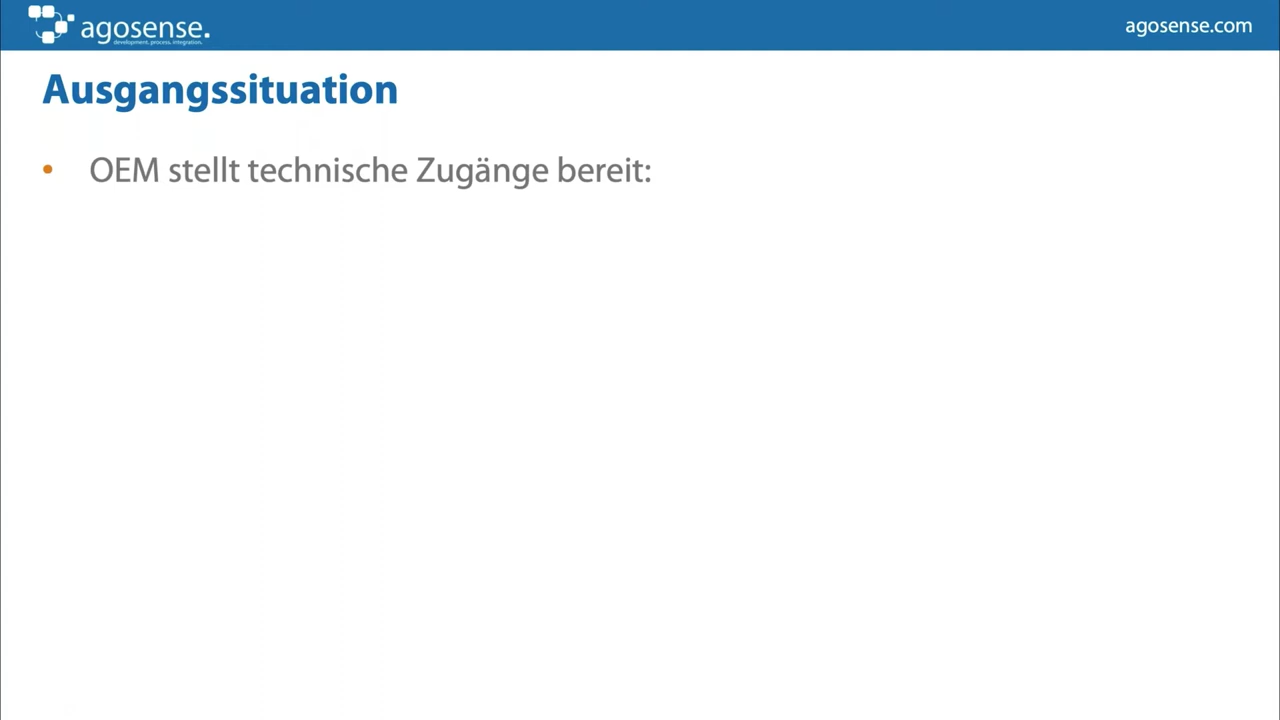 agosense.
development. process. integration.
agosense.com
Ausgangssituation
• OEM stellt technische Zugänge bereit: